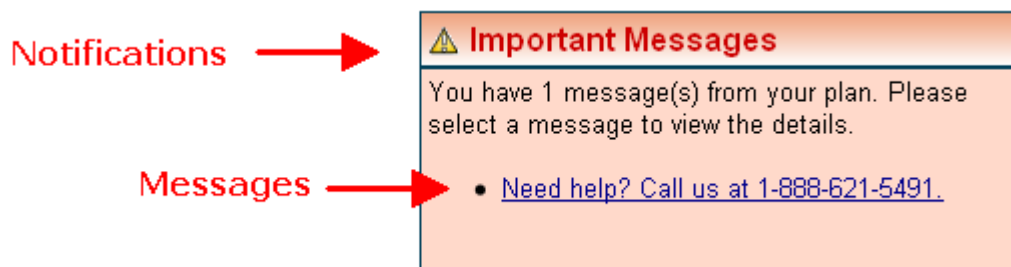 Notifications
Important Messages
You have 1 message(s) from your plan. Please
select a message to view the details.
Messages
Need help? Call us at 1-888-621-5491.